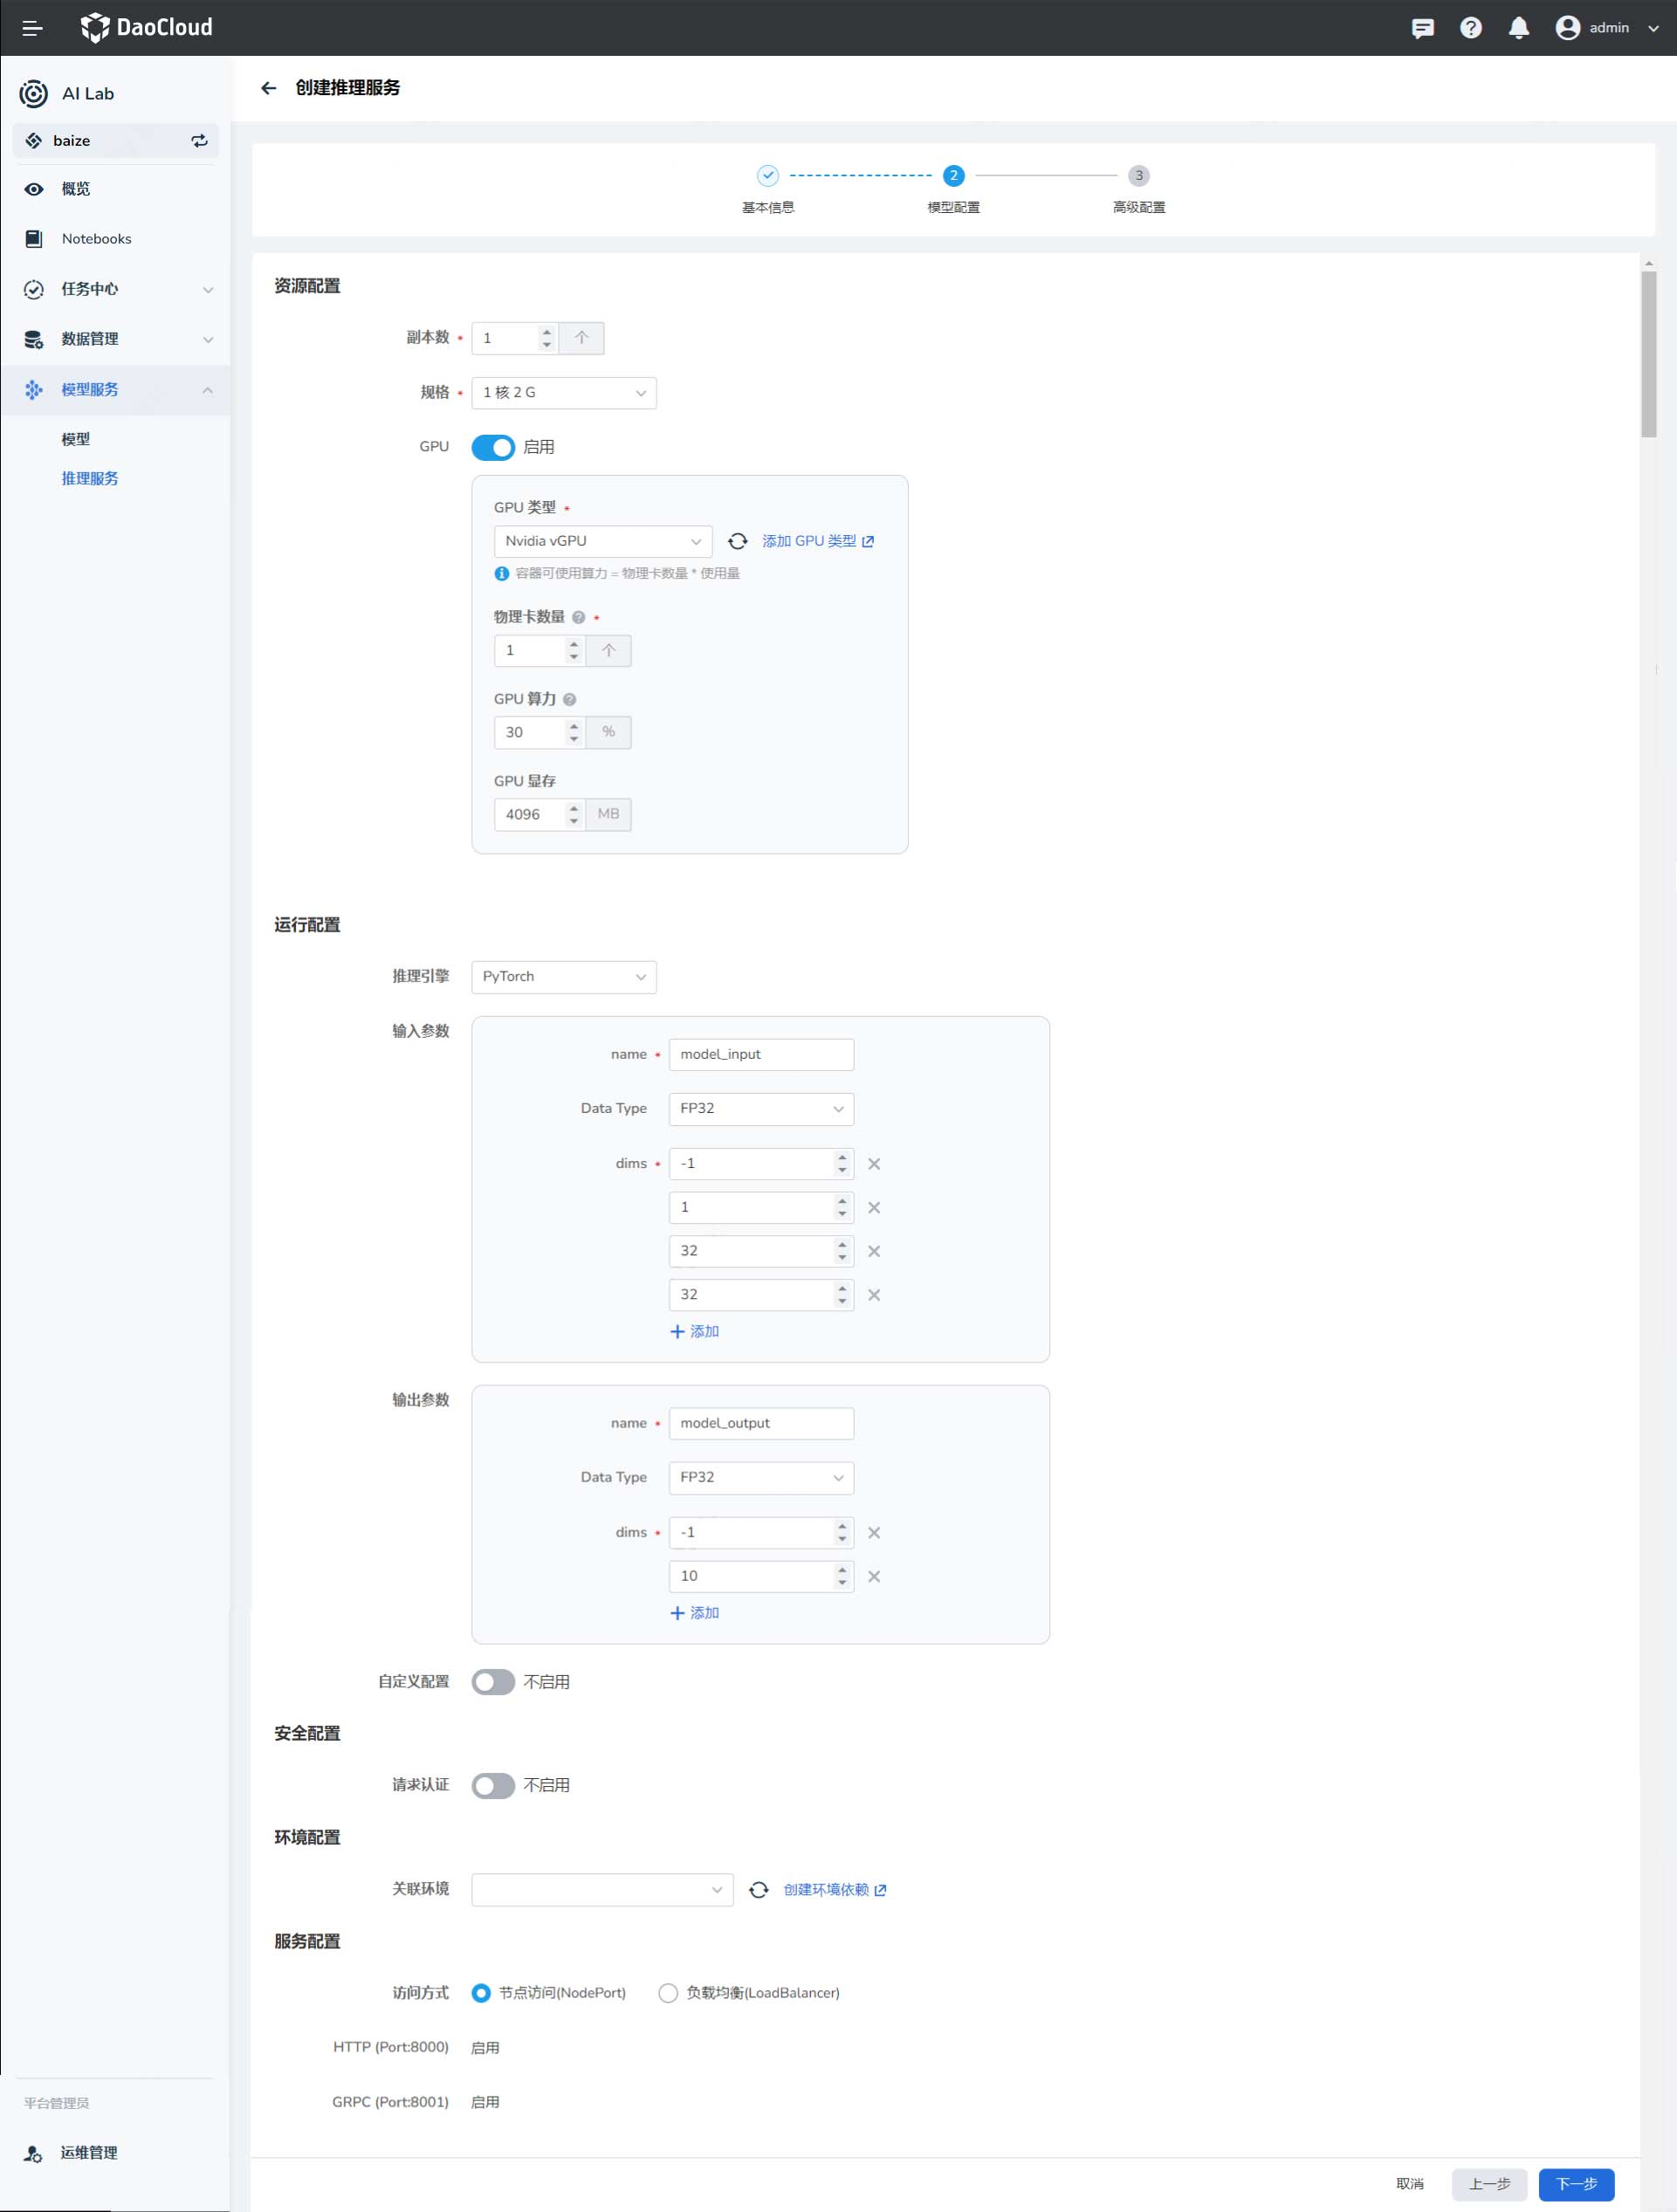 DaoCloud
admin
AI Lab
baize
概览
Notebooks
任务中心
数据管理
模型服务
模型
推理服务
平台管理员
运维管理
创建推理服务
2
3
基本信息
模型配置
高级配置
资源配置
副本数 *
1
个
规格 *
1 核 2 G
GPU
启用
GPU 类型 *
Nvidia vGPU
添加 GPU 类型
容器可使用算力 = 物理卡数量 * 使用量
物理卡数量 *
1
个
GPU 算力
30
%
GPU 显存
4096
MB
运行配置
推理引擎
PyTorch
输入参数
name *
model_input
Data Type
FP32
dims *
-1
1
32
32
添加
输出参数
name *
model_output
Data Type
FP32
dims *
-1
10
添加
自定义配置
不启用
安全配置
请求认证
不启用
环境配置
关联环境
创建环境依赖
服务配置
访问方式
节点访问(NodePort)
负载均衡(LoadBalancer)
HTTP (Port:8000)
启用
GRPC (Port:8001)
启用
取消
上一步
下一步